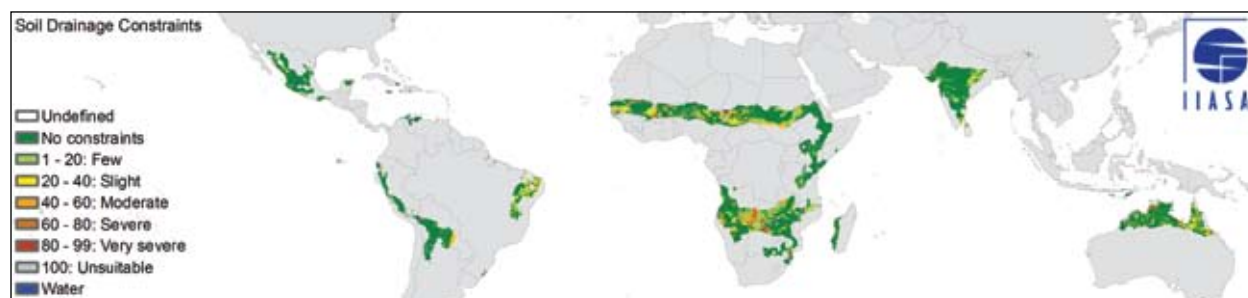 Soil Drainage Constraints
Undefined
No constraints
1 - 20: Few
20 - 40: Slight
40 - 60: Moderate
60 - 80: Severe
80 - 99: Very severe
100: Unsuitable
Water
IIASA